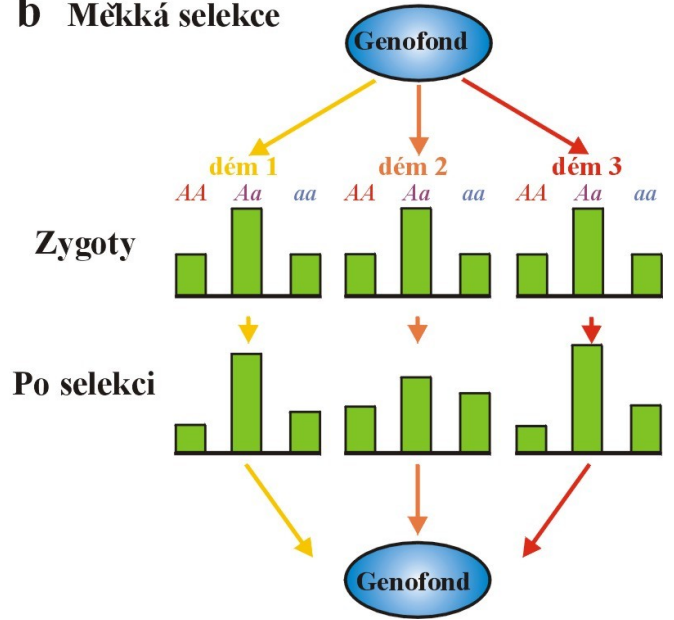 b Měkká selekce
Genofond
dém 1 dém 2 dém 3
AA Aa aa AA Aa aa AA Aa aa
Zygoty
Po selekci
Genofond